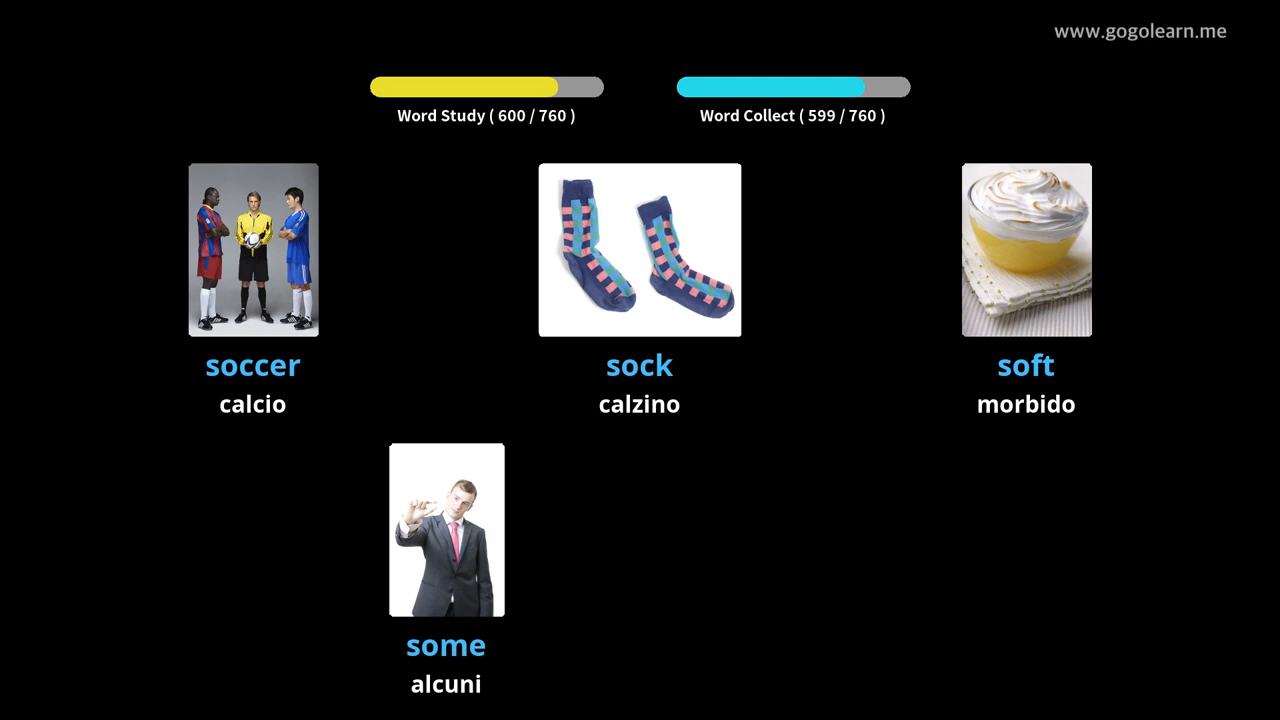 www.gogolearn.me
Word Study ( 600 / 760 )
Word Collect ( 599 / 760 )
soccer
calcio
sock
calzino
soft
morbido
some
alcuni